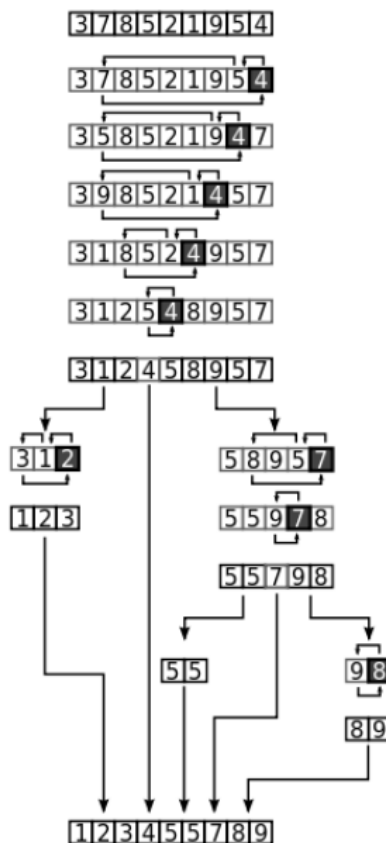 3 7 8 5 2 1 9 5 4
3 7 8 5 2 1 9 5 4
3 5 8 5 2 1 9 4 7
3 9 8 5 2 1 4 5 7
3 1 8 5 2 4 9 5 7
3 1 2 5 4 8 9 5 7
3 1 2 4 5 8 9 5 7
3 1 2
5 8 9 5 7
1 2 3
5 5 9 7 8
5 5 7 9 8
5 5
9 8
8 9
1 2 3 4 5 5 7 8 9